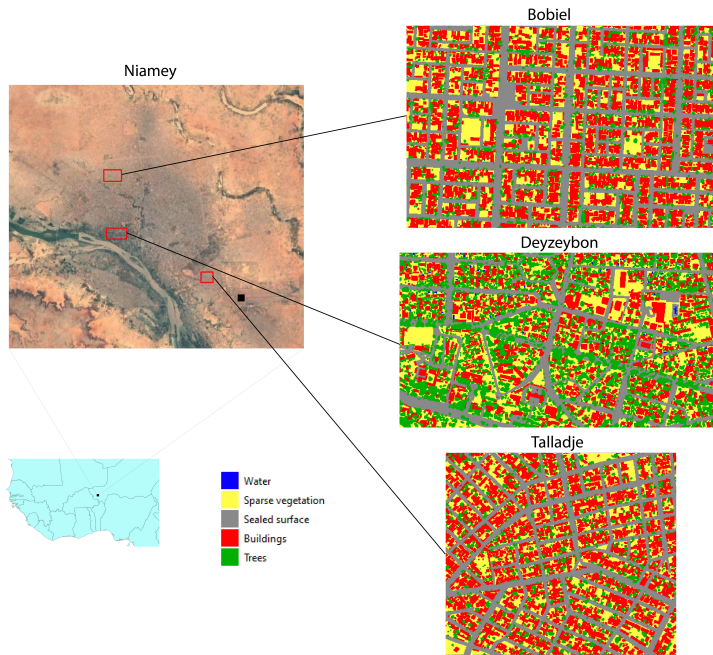 Bobiel
Niamey
Deyzeybon
Talladje
Water
Sparse vegetation
Sealed surface
Buildings
Trees